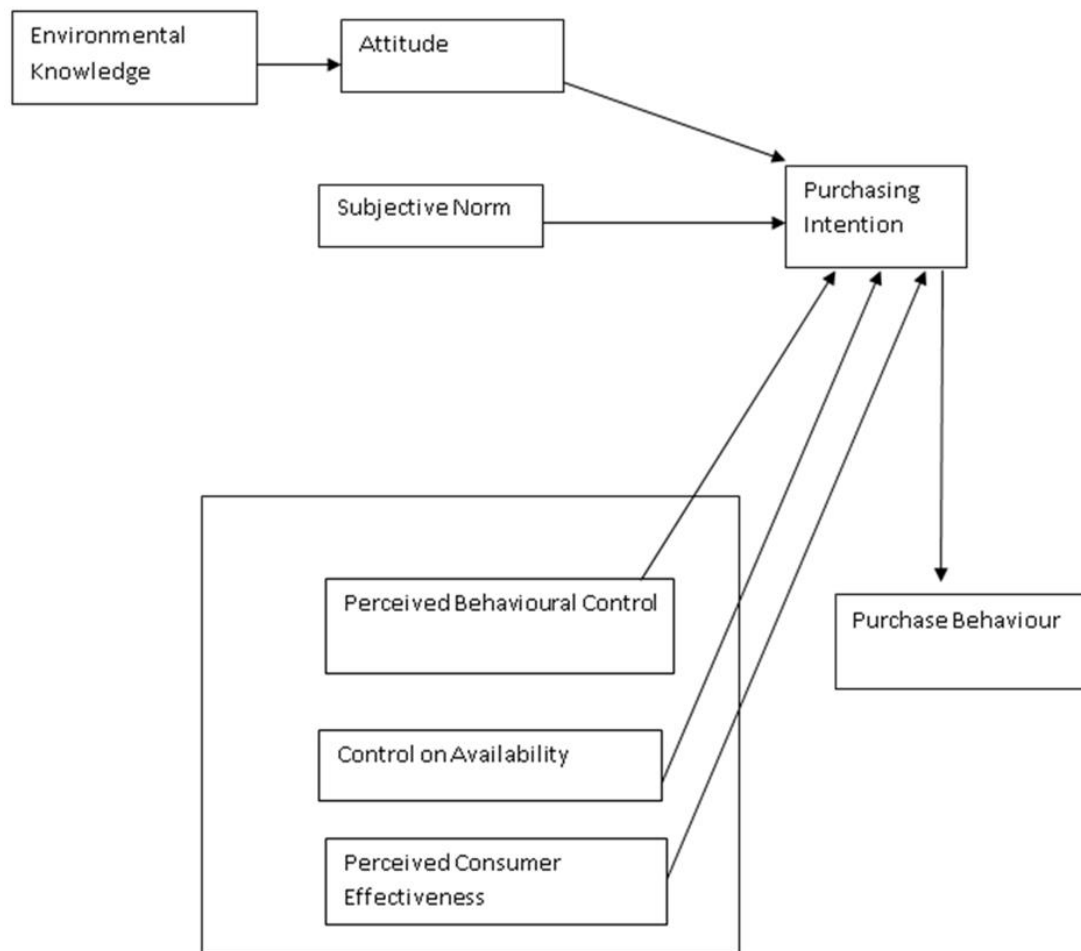 Environmental
Knowledge
Attitude
Subjective Norm
Purchasing
Intention
Perceived Behavioural Control
Purchase Behaviour
Control on Availability
Perceived Consumer
Effectiveness